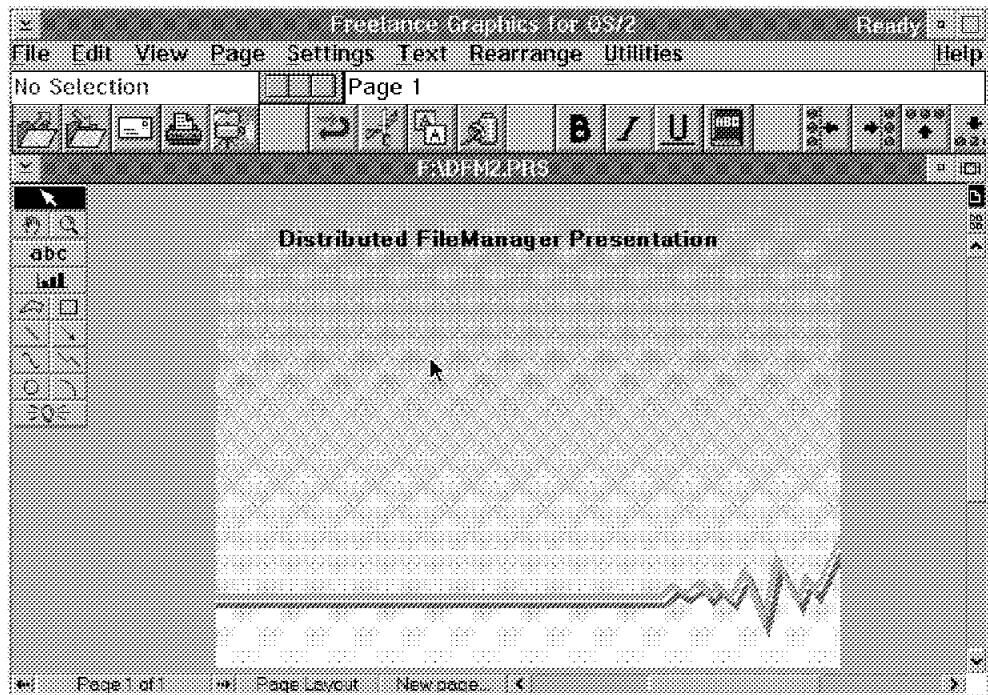 Freelance Graphics for OS/2 Ready
File Edit View Page Settings Text Rearrange Utilities Help
No Selection Page 1
B I U
F:\DFM2.PRS
abc
Distributed FileManager Presentation
Page 1 of 1 Page Layout New page...